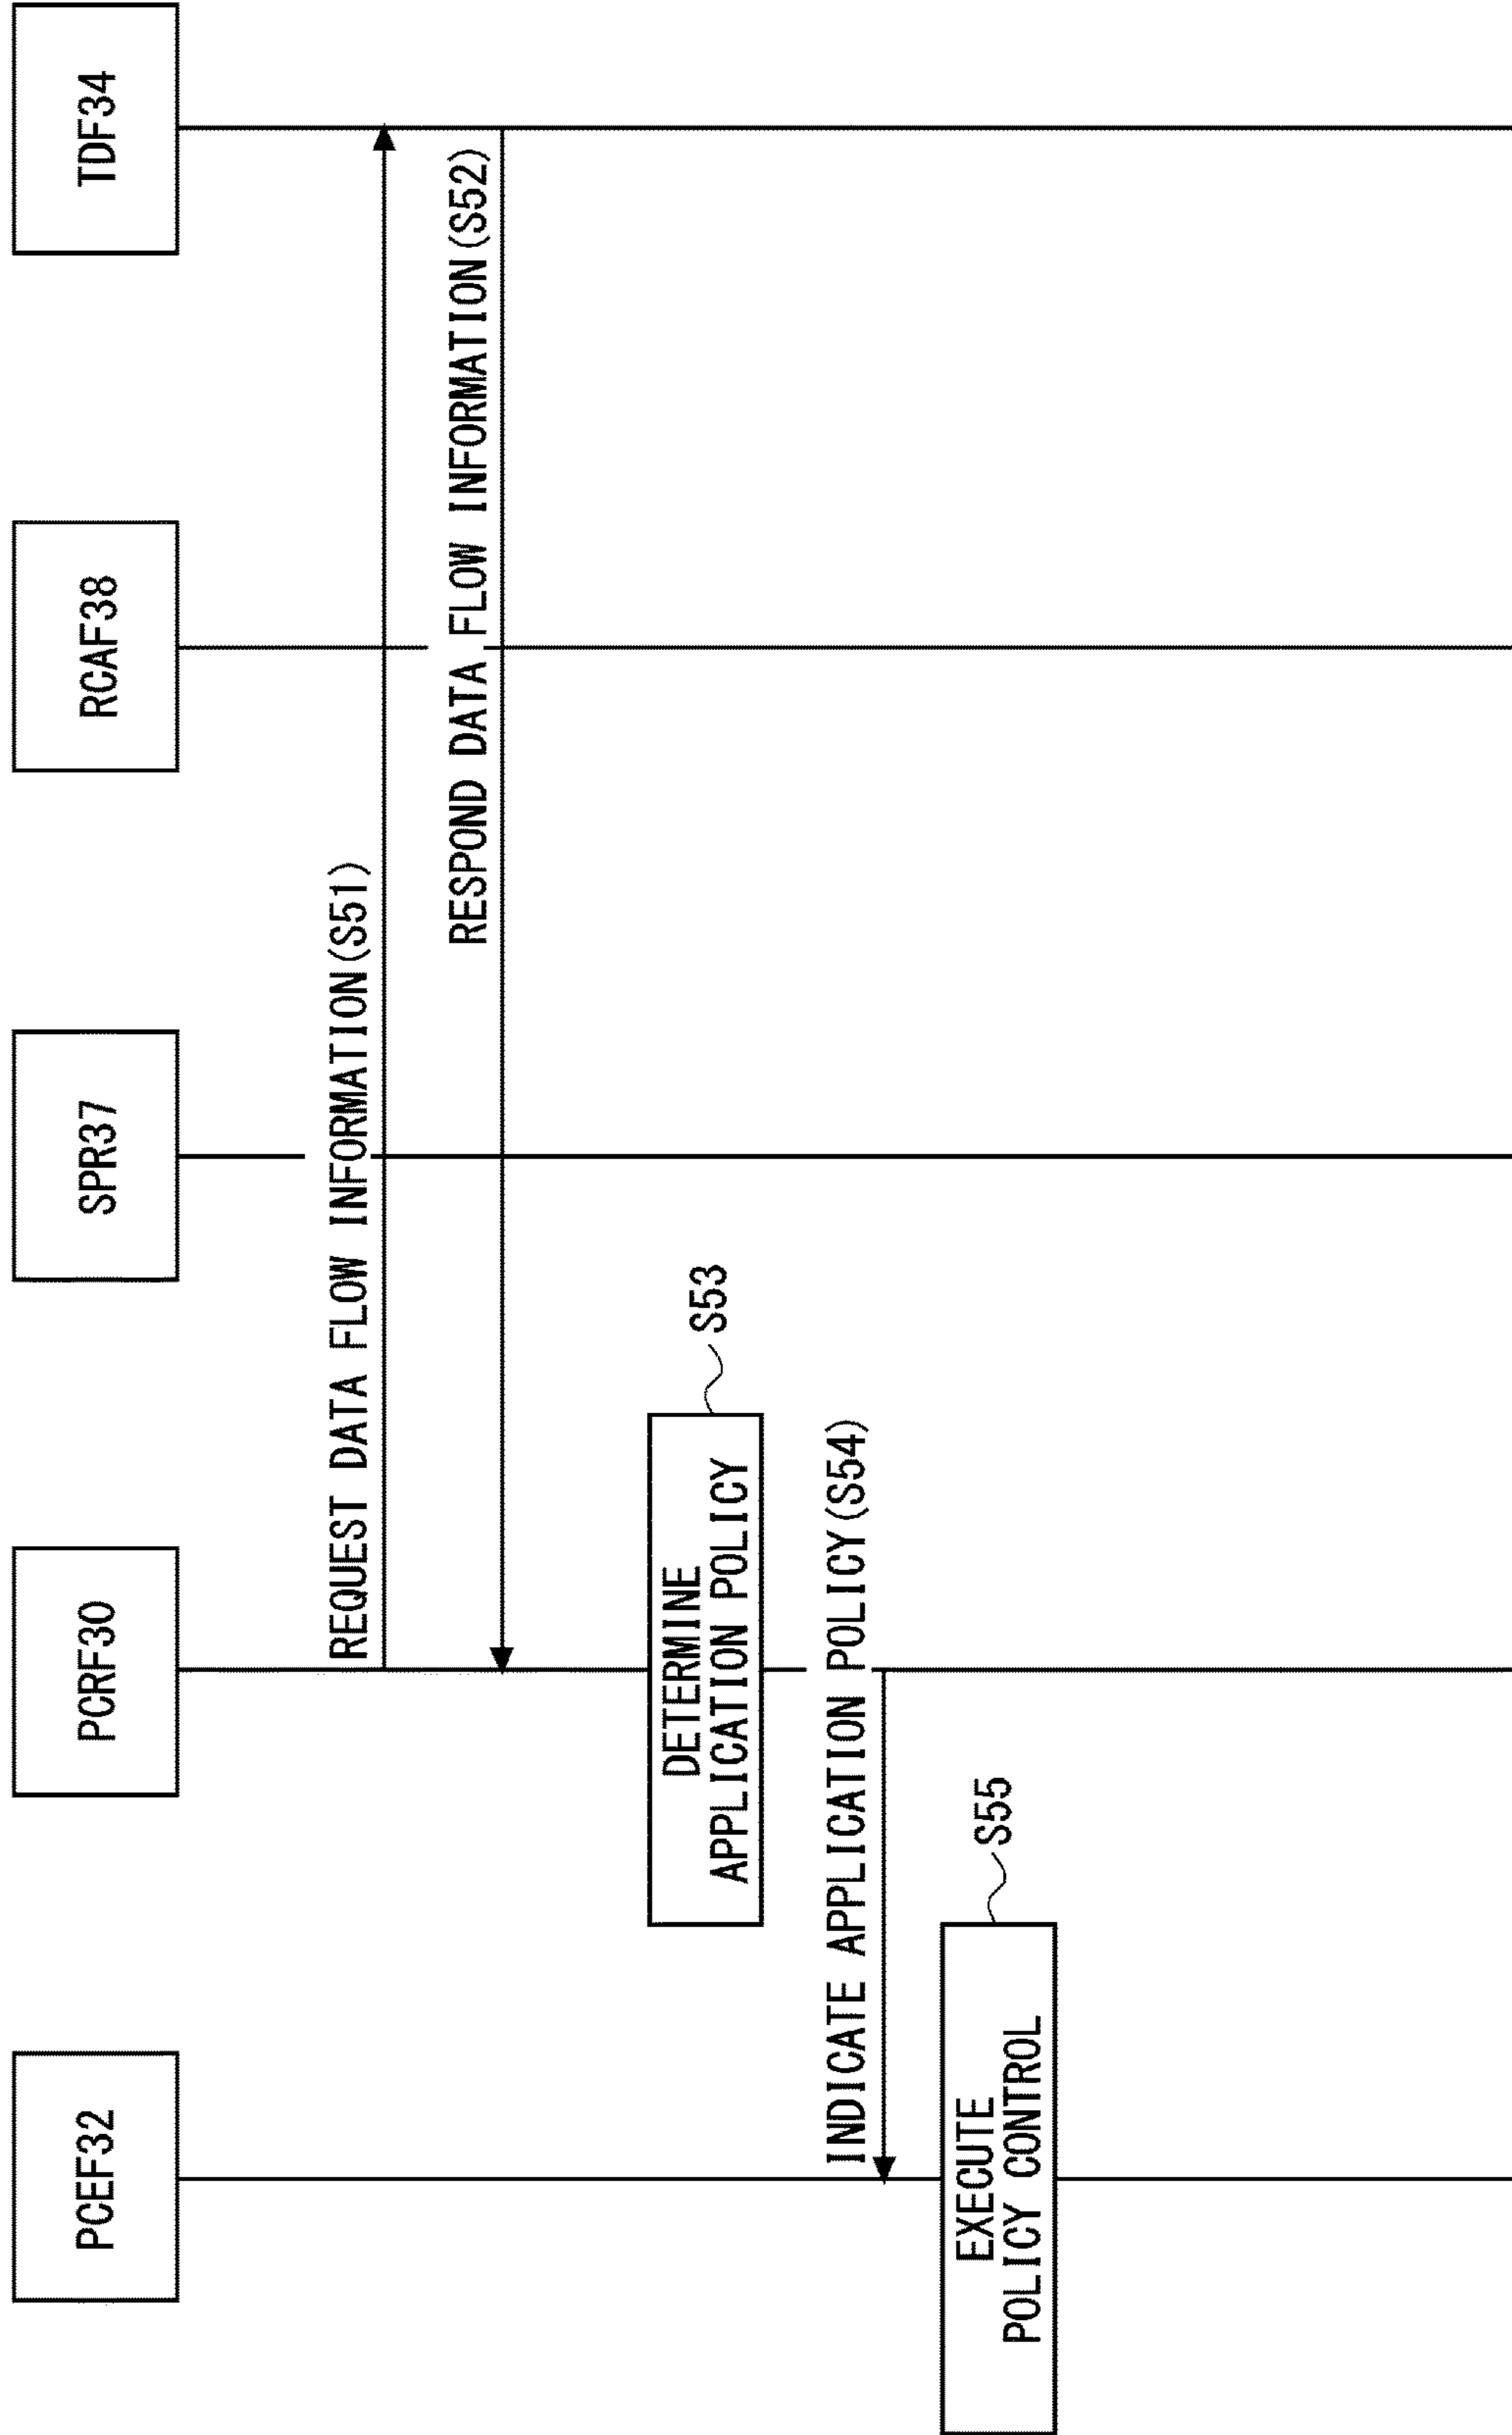 PCEF32
PCRF30
SPR37
RCAF38
TDF34
REQUEST DATA FLOW INFORMATION(S51)
RESPOND DATA FLOW INFORMATION(S52)
DETERMINE
APPLICATION POLICY
S53
INDICATE APPLICATION POLICY(S54)
EXECUTE
POLICY CONTROL
S55